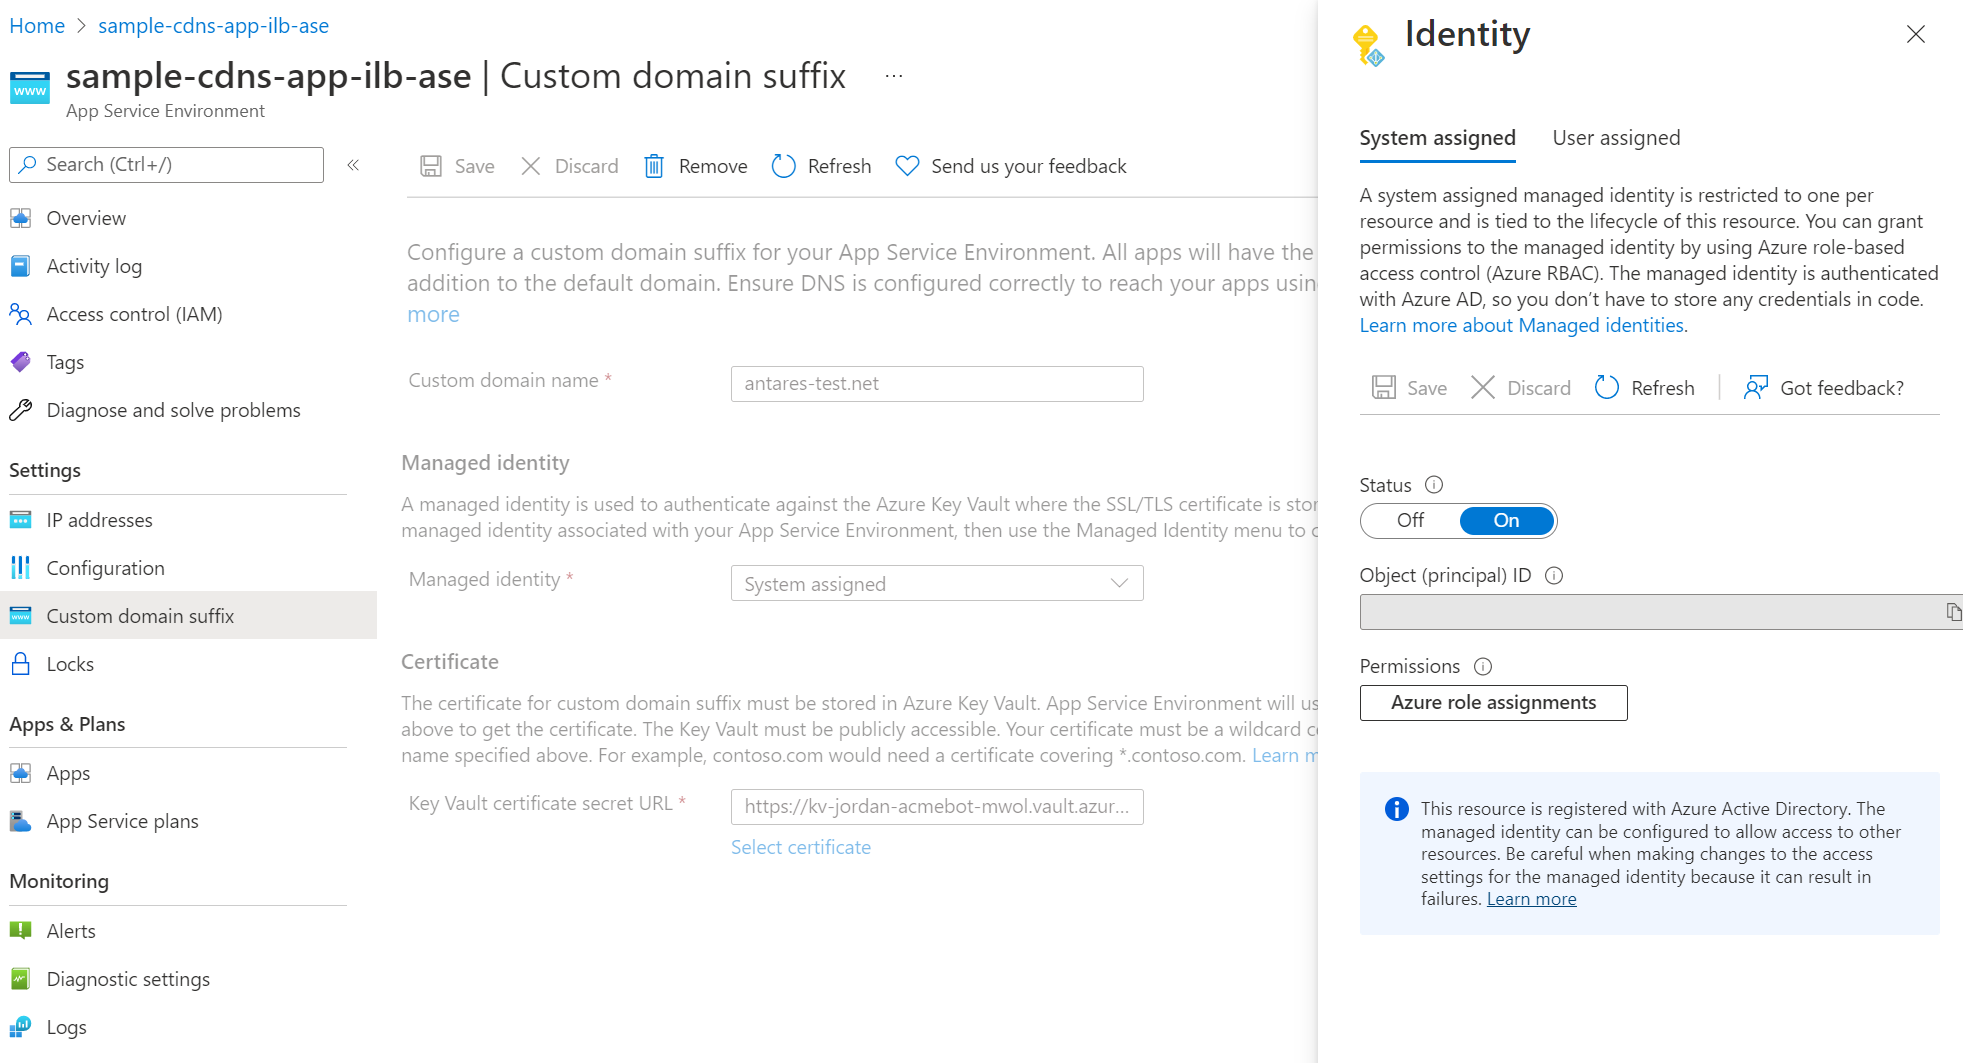 Home > sample-cdns-app-ilb-ase
sample-cdns-app-ilb-ase | Custom domain suffix ...
App Service Environment
Search (Ctrl+/)
«
Overview
Activity log
Access control (IAM)
Tags
Diagnose and solve problems
Settings
IP addresses
Configuration
Custom domain suffix
Locks
Apps & Plans
Apps
App Service plans
Monitoring
Alerts
Diagnostic settings
Logs
Save Discard Remove Refresh Send us your feedback
Configure a custom domain suffix for your App Service Environment. All apps will have the
addition to the default domain. Ensure DNS is configured correctly to reach your apps usin
more
Custom domain name *
antares-test.net
Managed identity
A managed identity is used to authenticate against the Azure Key Vault where the SSL/TLS certificate is stor
managed identity associated with your App Service Environment, then use the Managed Identity menu to c
Managed identity *
System assigned
Certificate
The certificate for custom domain suffix must be stored in Azure Key Vault. App Service Environment will us
above to get the certificate. The Key Vault must be publicly accessible. Your certificate must be a wildcard c
name specified above. For example, contoso.com would need a certificate covering *.contoso.com. Learn m
Key Vault certificate secret URL *
https://kv-jordan-acmebot-mwol.vault.azur...
Select certificate
Identity
System assigned User assigned
A system assigned managed identity is restricted to one per
resource and is tied to the lifecycle of this resource. You can grant
permissions to the managed identity by using Azure role-based
access control (Azure RBAC). The managed identity is authenticated
with Azure AD, so you don't have to store any credentials in code.
Learn more about Managed identities.
Save Discard Refresh Got feedback?
Status
Off On
Object (principal) ID
Permissions
Azure role assignments
This resource is registered with Azure Active Directory. The
managed identity can be configured to allow access to other
resources. Be careful when making changes to the access
settings for the managed identity because it can result in
failures. Learn more